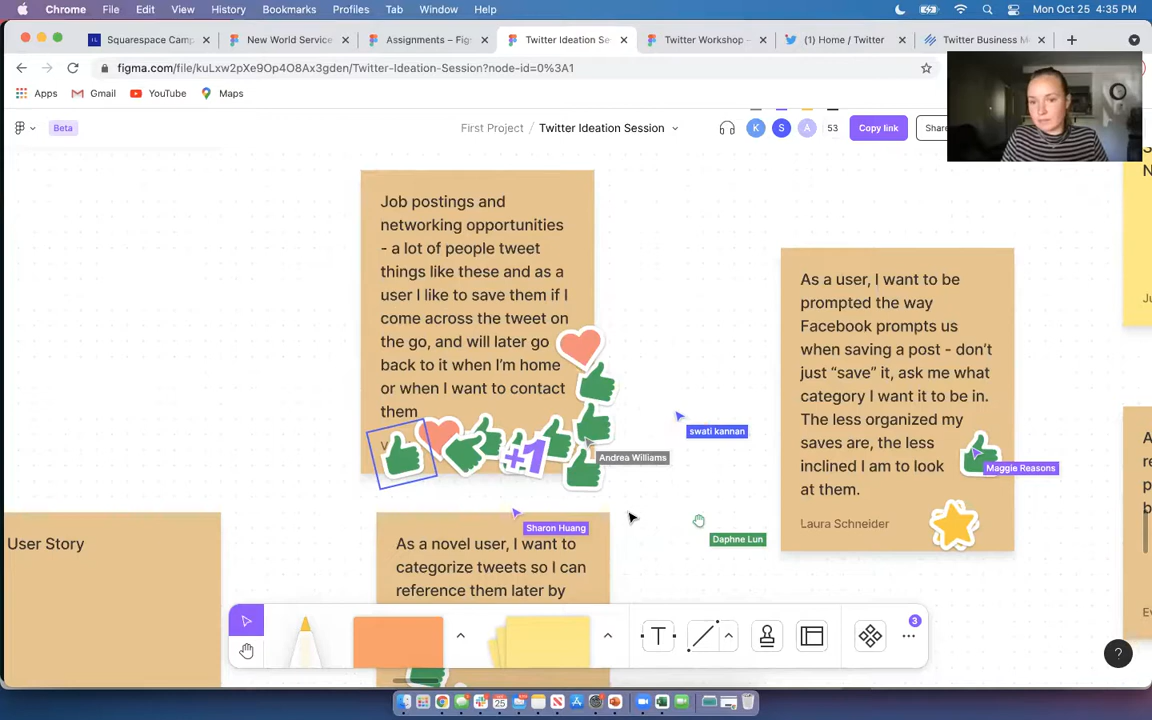 Chrome File Edit View History Bookmarks Profiles Tab Window Help Mon Oct 25 4:35 PM
Squarespace Camp New World Service Assignments – Fig Twitter Ideation Se Twitter Workshop – (1) Home / Twitter Twitter Business M
figma.com/file/kuLxw2pXe9Op4O8Ax3gden/Twitter-Ideation-Session?node-id=0%3A1
Apps Gmail YouTube Maps
Beta First Project / Twitter Ideation Session K S A 53 Copy link Share
Job postings and
networking opportunities
- a lot of people tweet
things like these and as a
user I like to save them if I
come across the tweet on
the go, and will later go
back to it when I'm home
or when I want to contact
them
+1
Andrea Williams
swati kannan
Sharon Huang
Daphne Lun
As a user, I want to be
prompted the way
Facebook prompts us
when saving a post - don't
just "save" it, ask me what
category I want it to be in.
The less organized my
saves are, the less
inclined I am to look
at them.
Laura Schneider
Maggie Reasons
User Story
As a novel user, I want to
categorize tweets so I can
reference them later by
T
3
?
25